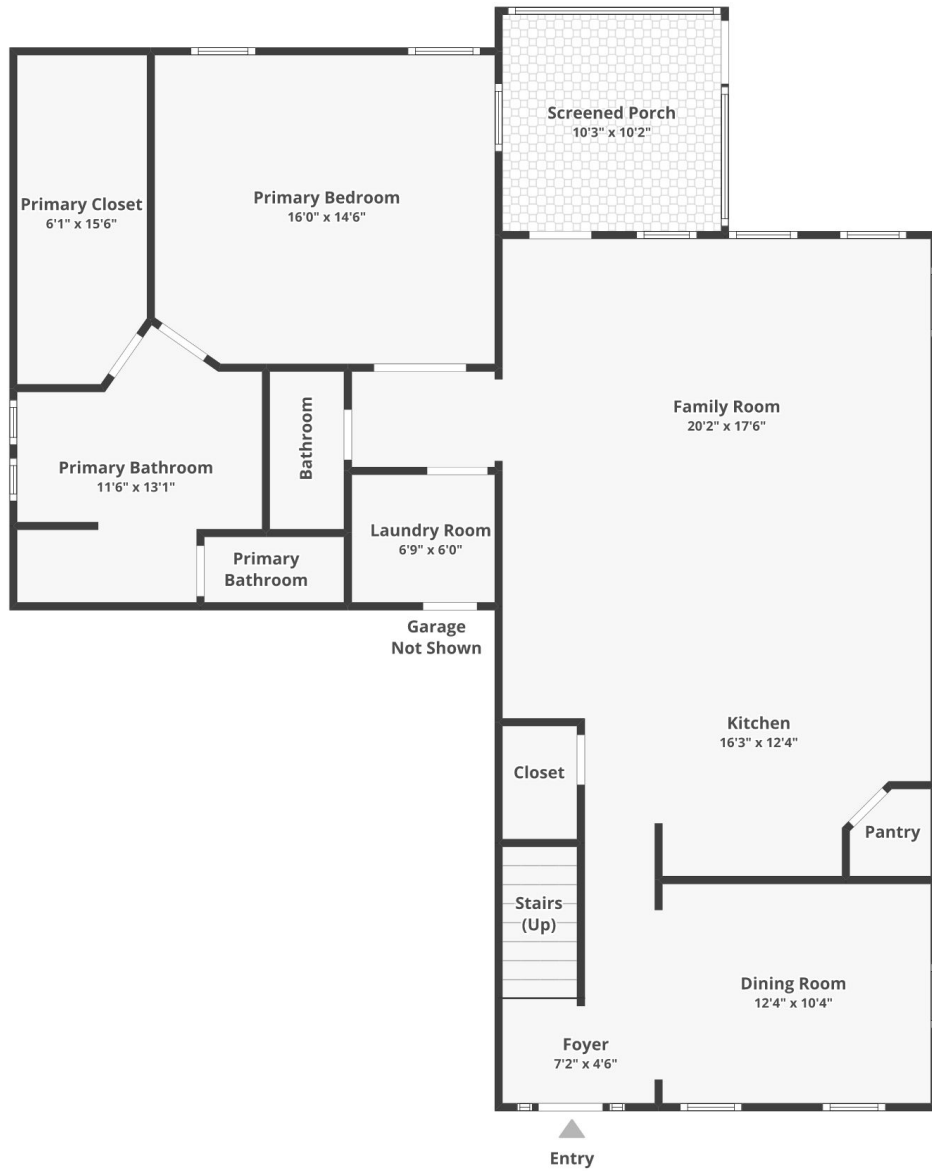 Screened Porch
10'3" x 10'2"
Primary Closet
6'1" x 15'6"
Primary Bedroom
16'0" x 14'6"
Family Room
20'2" x 17'6"
Bathroom
Primary Bathroom
11'6" x 13'1"
Laundry Room
6'9" x 6'0"
Primary
Bathroom
Garage
Not Shown
Kitchen
16'3" x 12'4"
Closet
Pantry
Stairs
(Up)
Dining Room
12'4" x 10'4"
Foyer
7'2" x 4'6"
Entry